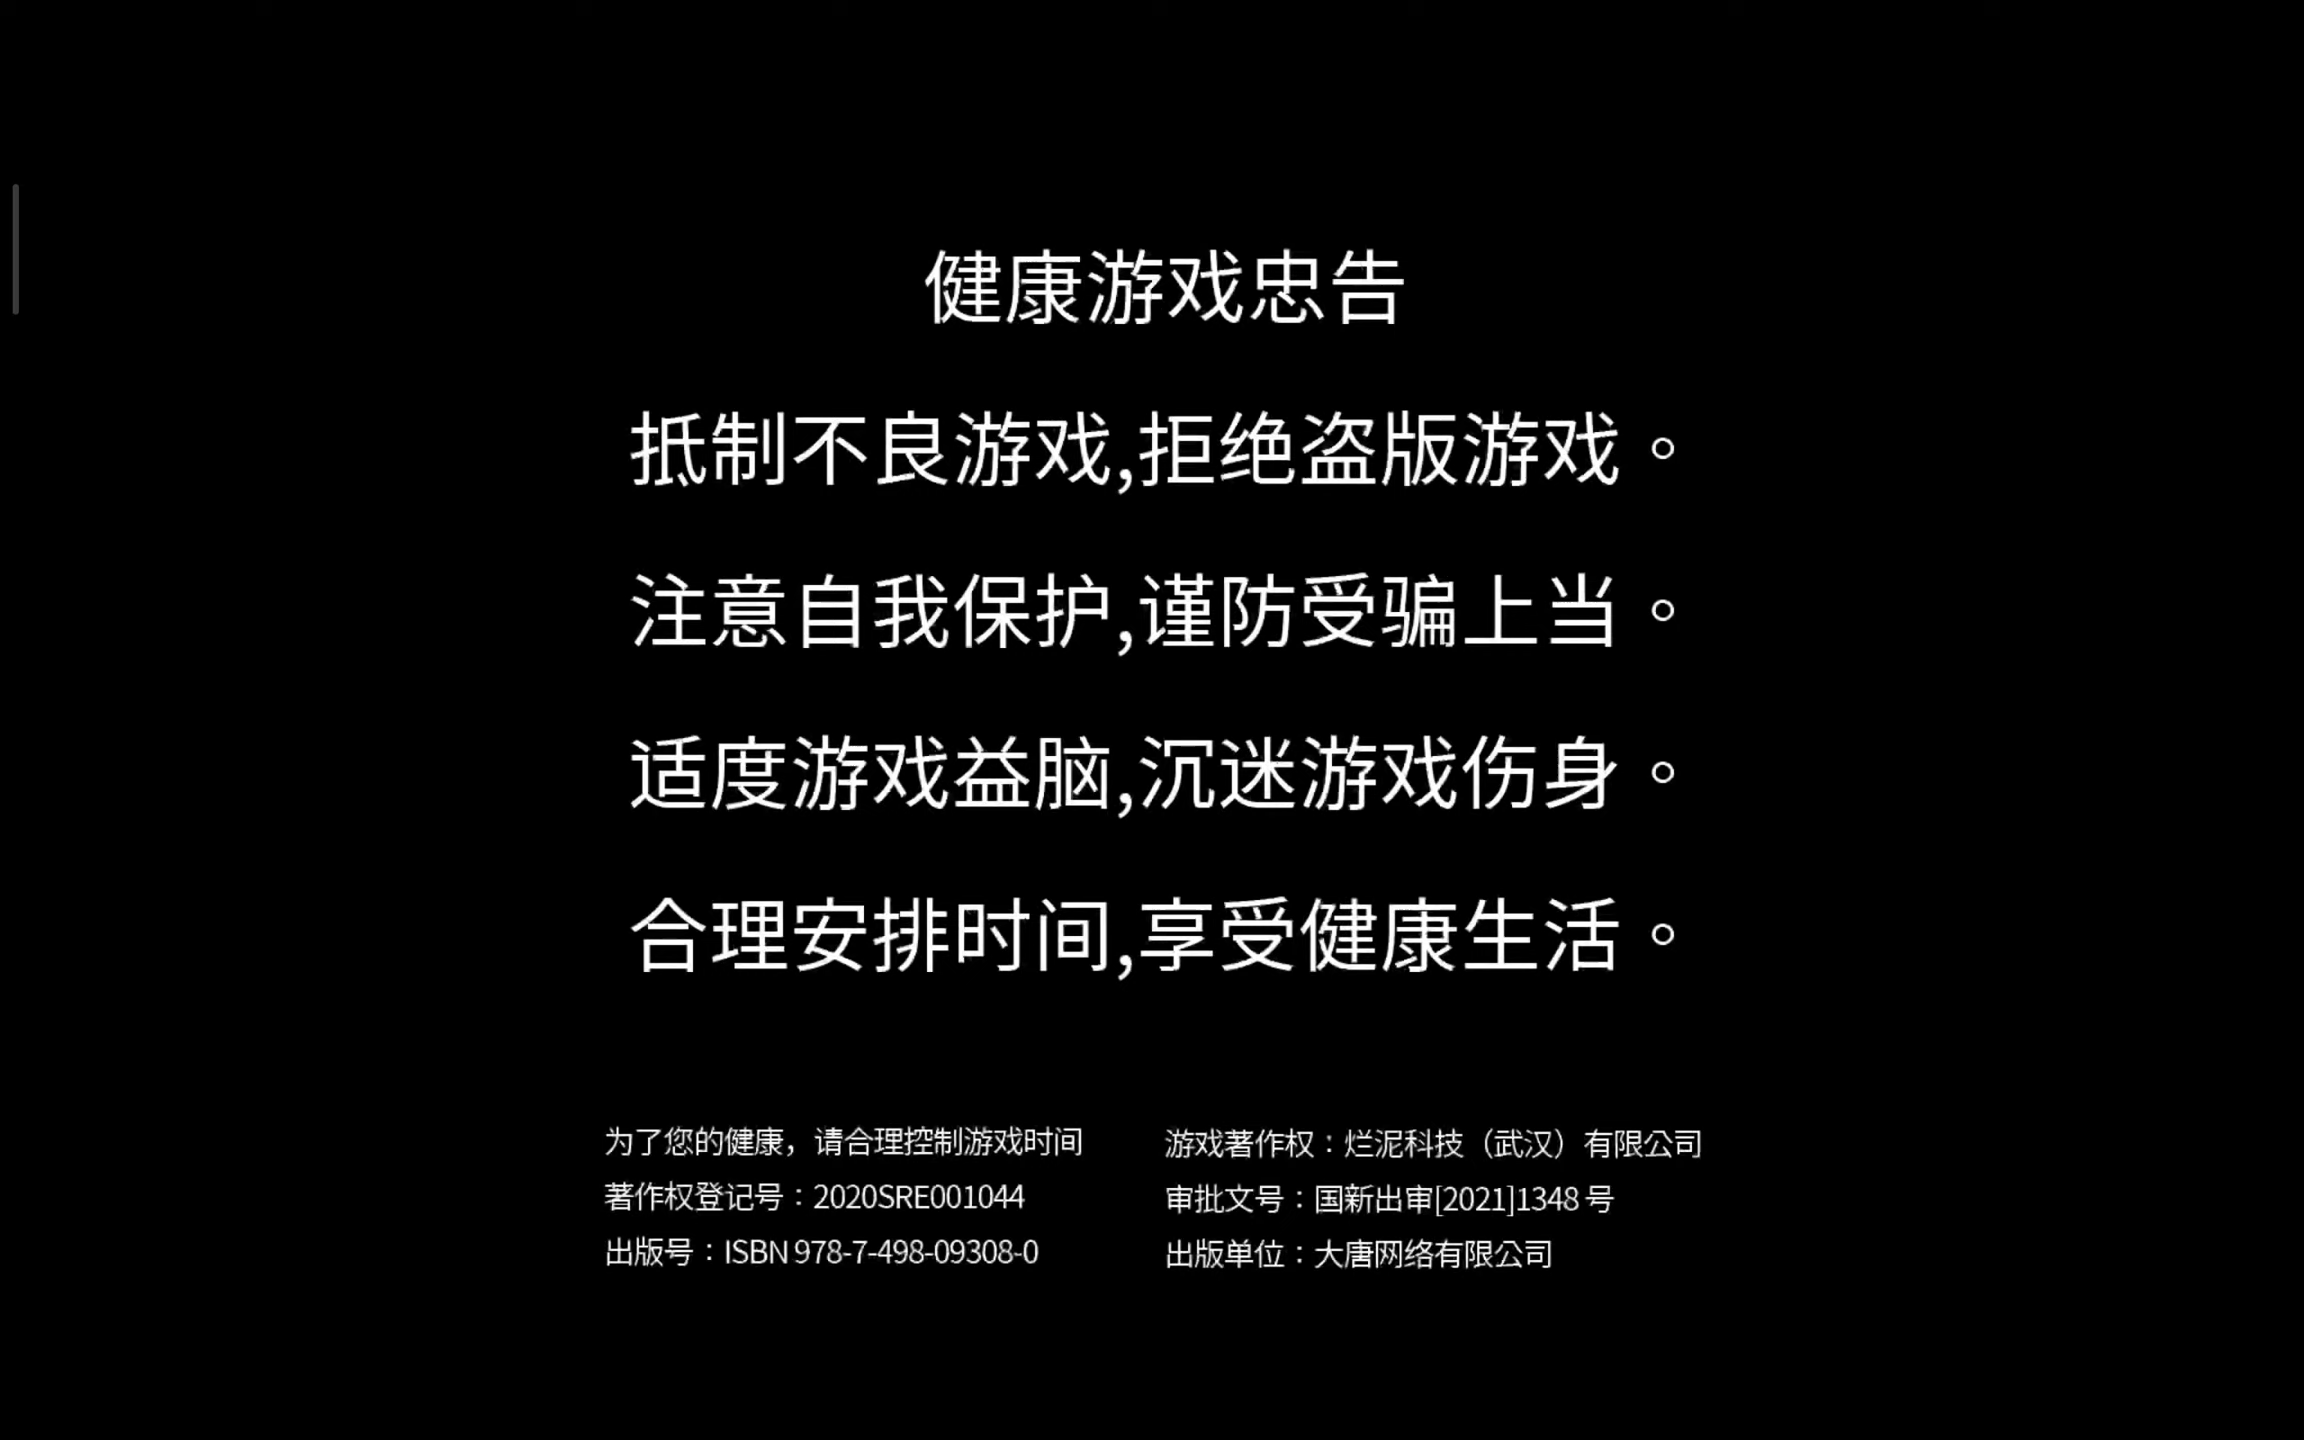 健康游戏忠告
抵制不良游戏,拒绝盗版游戏。
注意自我保护,谨防受骗上当。
适度游戏益脑,沉迷游戏伤身。
合理安排时间,享受健康生活。
为了您的健康，请合理控制游戏时间
著作权登记号：2020SRE001044
出版号：ISBN 978-7-498-09308-0
游戏著作权：烂泥科技（武汉）有限公司
审批文号：国新出审[2021]1348 号
出版单位：大唐网络有限公司